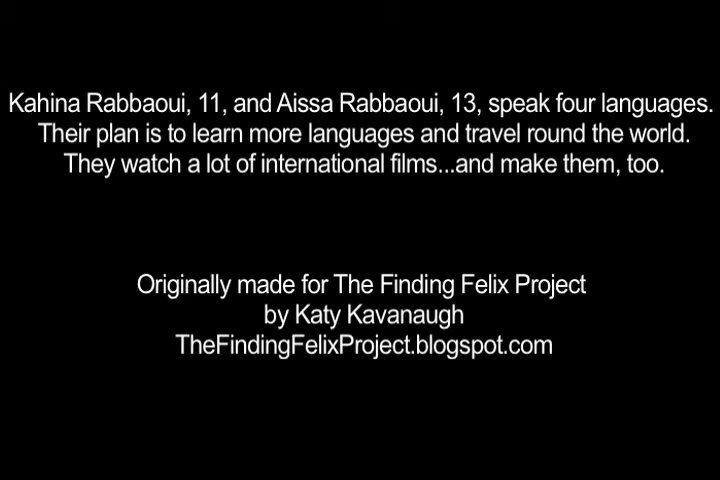 Kahina Rabbaoui, 11, and Aissa Rabbaoui, 13, speak four languages.
Their plan is to learn more languages and travel round the world.
They watch a lot of international films...and make them, too.
Originally made for The Finding Felix Project
by Katy Kavanaugh
TheFindingFelixProject.blogspot.com